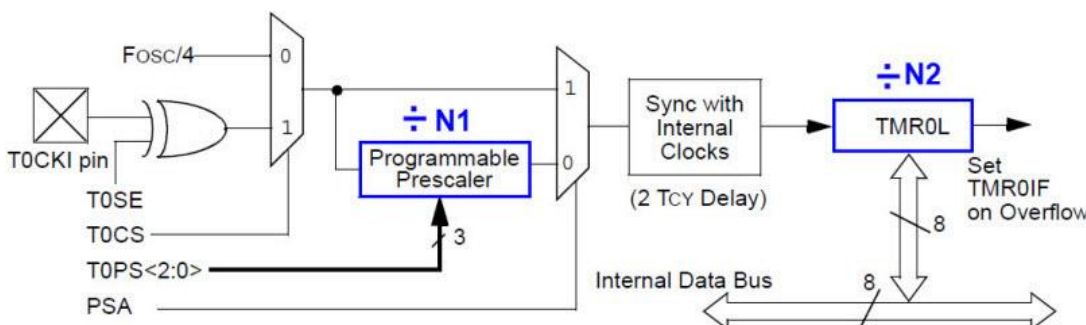 FOSC/4
0
1
T0CKI pin
T0SE
T0CS
T0PS<2:0>
PSA
÷ N1
Programmable
Prescaler
3
1
0
Sync with
Internal
Clocks
(2 TCY Delay)
÷N2
TMR0L
Set
TMR0IF
on Overflow
8
Internal Data Bus
8